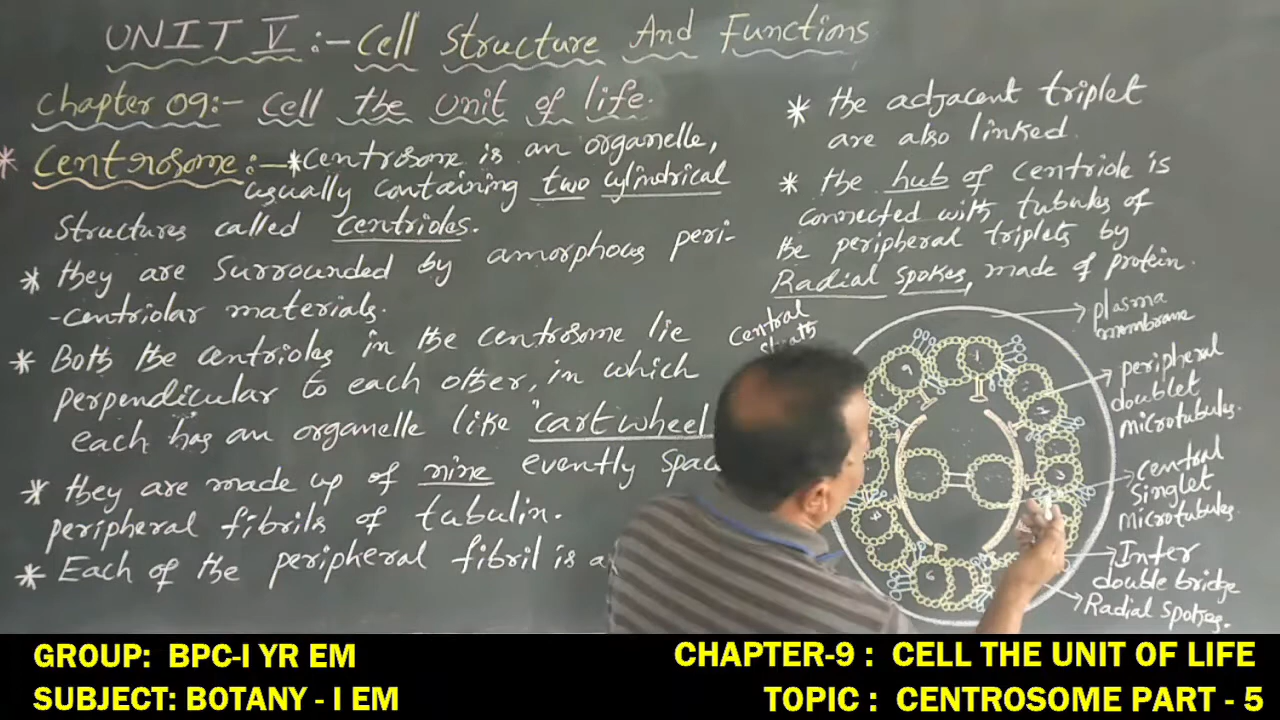 UNIT V:- Cell Structure And Functions
Chapter 09:- Cell the Unit of life.
* Centrosome:- * Centrosome is an organelle,
usually containing two cylindrical
Structures called centrioles.
* they are Surrounded by amorphous peri-
-centriolar materials.
* Both the centrioles in the centrosome lie
perpendicular to each other, in which
each has an organelle like "cartwheel
* they are made up of nine evently Spac
peripheral fibrils of tubulin.
* Each of the peripheral fibril is a
* the adjacent triplet
are also linked.
* the hub of centriole is
connected with tubules of
the peripheral triplets by
Radial spokes, made of protein.
central
plasma
membrane
peripheral
doublet
microtubules.
central
singlet
microtubules.
Inter
double bridge
Radial spokes.
GROUP: BPC-I YR EM
SUBJECT: BOTANY - I EM
CHAPTER-9 : CELL THE UNIT OF LIFE
TOPIC : CENTROSOME PART - 5